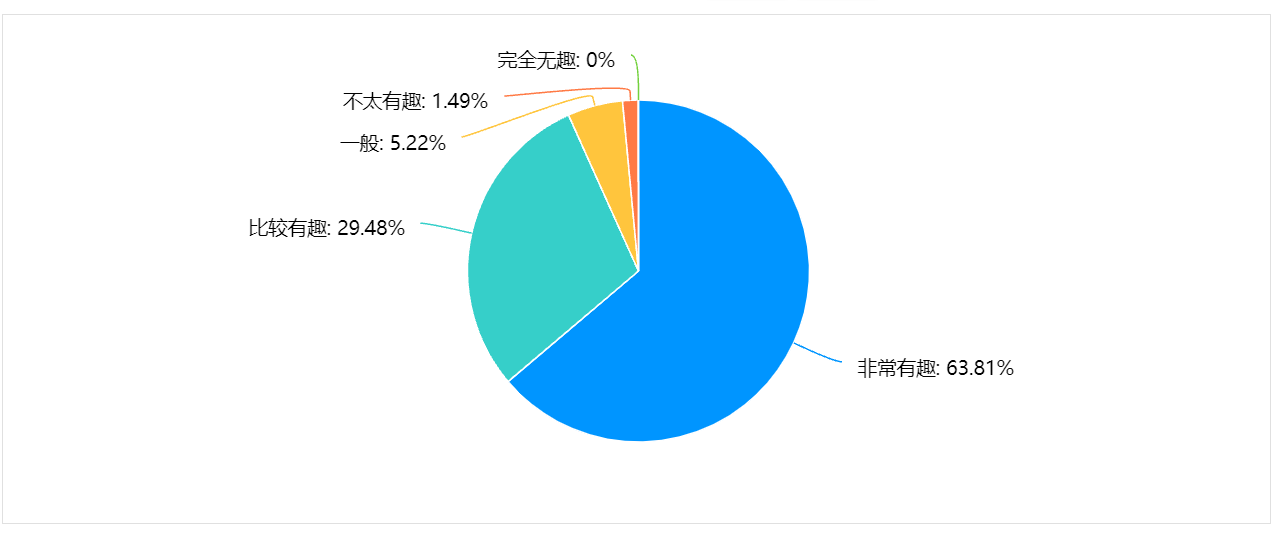 完全无趣: 0%
不太有趣: 1.49%
一般: 5.22%
比较有趣: 29.48%
非常有趣: 63.81%